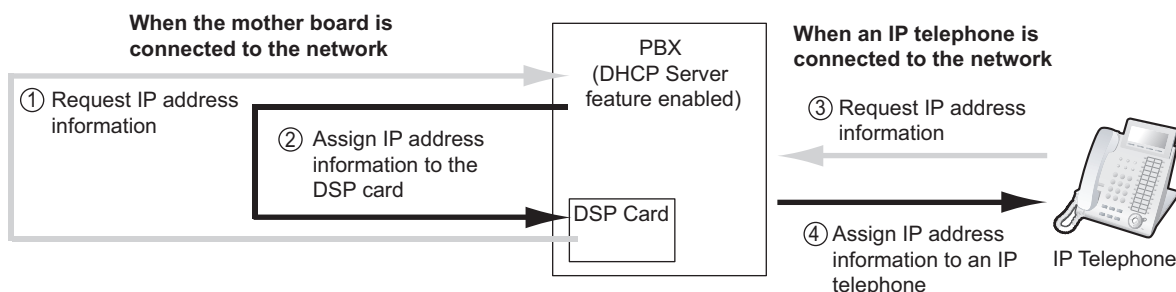 When the mother board is
connected to the network
① Request IP address
information
② Assign IP address
information to the
DSP card
PBX
(DHCP Server
feature enabled)
DSP Card
When an IP telephone is
connected to the network
③ Request IP address
information
④ Assign IP address
information to an IP
telephone
IP Telephone